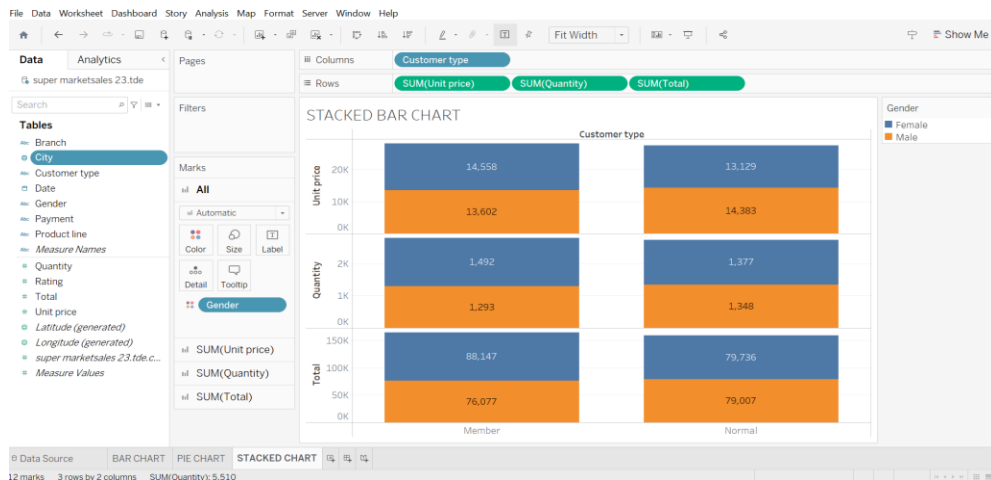 File Data Worksheet Dashboard Story Analysis Map Format Server Window Help
Fit Width
Show Me
Data Analytics
super marketsales 23.tde
Search
Tables
Abc Branch
City
Abc Customer type
Date
Abc Gender
Abc Payment
Abc Product line
Abc Measure Names
# Quantity
# Rating
# Total
# Unit price
Latitude (generated)
Longitude (generated)
# super marketsales 23.tde.c...
# Measure Values
Pages
Filters
Marks
All
Automatic
Color Size Label
Detail Tooltip
Gender
SUM(Unit price)
SUM(Quantity)
SUM(Total)
Columns Customer type
Rows SUM(Unit price) SUM(Quantity) SUM(Total)
STACKED BAR CHART
Customer type
Unit price
20K
10K
0K
14,558 13,129
13,602 14,383
Quantity
2K
1K
0K
1,492 1,377
1,293 1,348
Total
150K
100K
50K
0K
88,147 79,736
76,077 79,007
Member Normal
Gender
Female
Male
Data Source BAR CHART PIE CHART STACKED CHART
12 marks 3 rows by 2 columns SUM(Quantity): 5,510